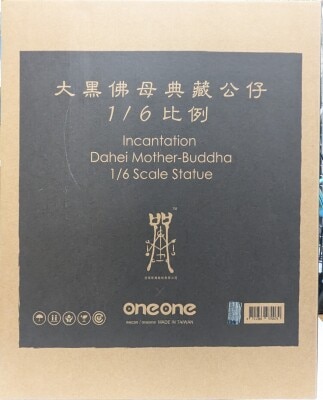 大黑佛母典藏公仔
1/6比例
Incantation
Dahei Mother-Buddha
1/6 Scale Statue
TM
oneone
MADE IN TAIWAN